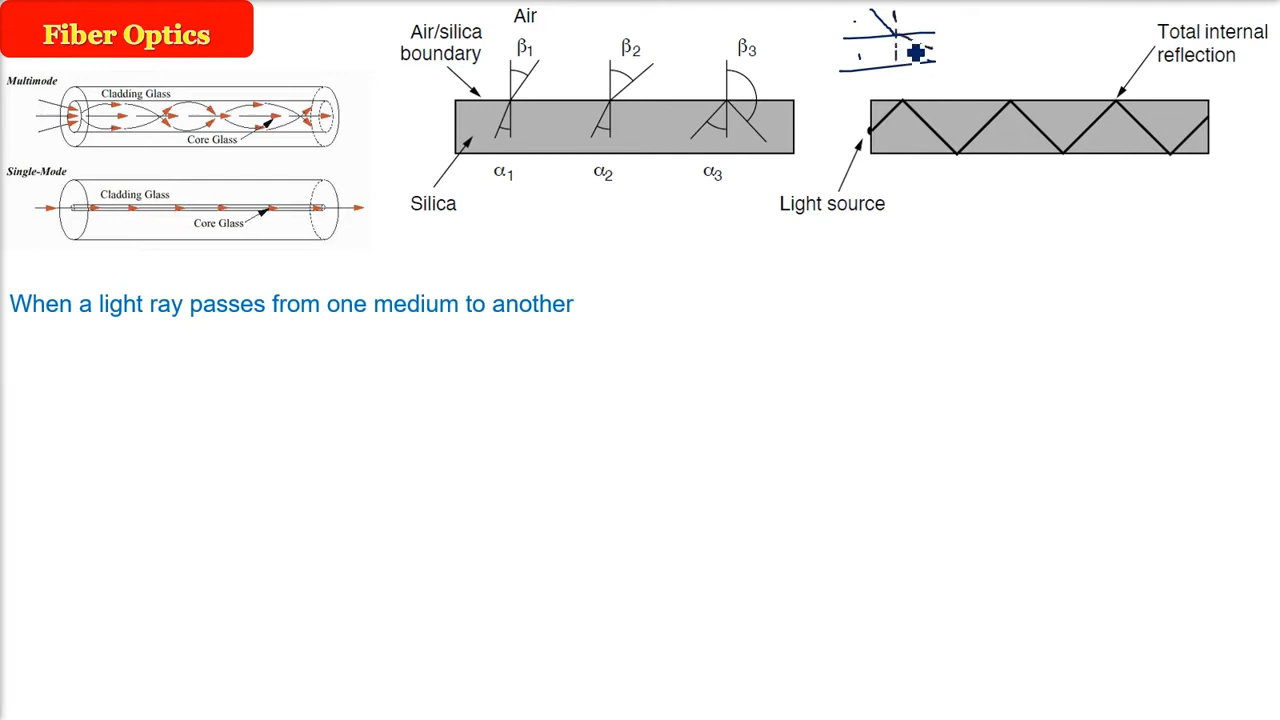 Fiber Optics
Multimode
Cladding Glass
Core Glass
Single-Mode
Cladding Glass
Core Glass
Air
Air/silica
boundary
β1
β2
β3
α1
α2
α3
Silica
Total internal
reflection
Light source
When a light ray passes from one medium to another